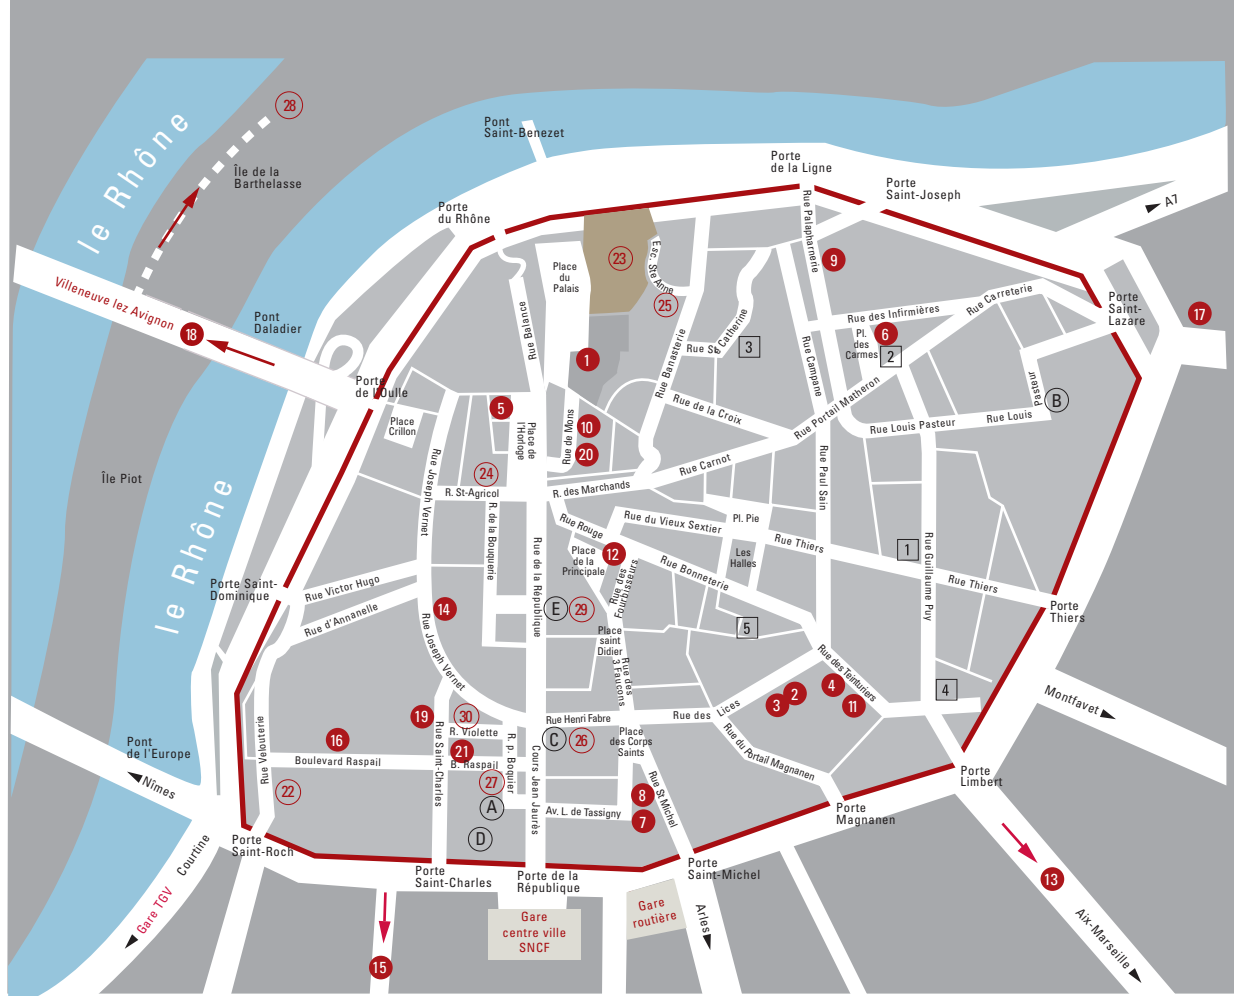 le Rhône
28
Île de la
Barthelasse
Pont
Saint-Benezet
Porte
de la Ligne
Porte
Saint-Joseph
A7
Porte
du Rhône
Rue Palapharnerie
9
Place
du
Palais
23
Esc. Ste Anne
25
Villeneuve lez Avignon
18
Pont
Daladier
Rue Balance
Rue Banasterie
Rue Ste Catherine
3
Rue des Infirmières
Rue Carreterie
Porte
Saint-
Lazare
17
Pl.
des
Carmes
6
2
1
Rue Campane
Rue Portail Matheron
Porte
de l'Oulle
Place
Crillon
5
Place de
l'Horloge
Rue de Mons
10
20
Rue de la Croix
Rue Louis Pasteur
Rue Louis
Pasteur
B
Île Piot
le Rhône
Rue Joseph Vernet
24
R. St-Agricol
R. de la Bouquerie
R. des Marchands
Rue Carnot
Rue Paul Sain
Rue Rouge
Rue du Vieux Sextier
Pl. Pie
Les
Halles
Rue Thiers
1
Rue Guillaume Puy
Rue Thiers
Porte
Thiers
Place
de la
Principale
12
Rue des
Fourbisseurs
Rue Bonneterie
Rue de la République
Porte Saint-
Dominique
Rue Victor Hugo
Rue d'Annanelle
14
E
29
5
Place
saint
Didier
Rue des
3 Faucons
Rue Joseph Vernet
Rue des Teinturiers
4
2
3
11
4
Montfavet
Rue Velouterie
19
30
R. Violette
Rue Henri Fabre
Rue des Lices
16
Boulevard Raspail
21
B. Raspail
Rue Saint-Charles
R. p. Boquier
C
26
Place
des Corps
Saints
Rue du Portail Magnanen
Pont
de l'Europe
Nîmes
22
27
A
D
Cours Jean Jaurès
Av. L. de Tassigny
8
7
Rue St Michel
Porte
Limbert
Porte
Magnanen
Courtine
Gare TGV
Porte
Saint-Roch
Porte
Saint-Charles
Porte de la
République
Porte
Saint-Michel
13
Gare
centre ville
SNCF
Gare
routière
Arles
Aix-Marseille
15